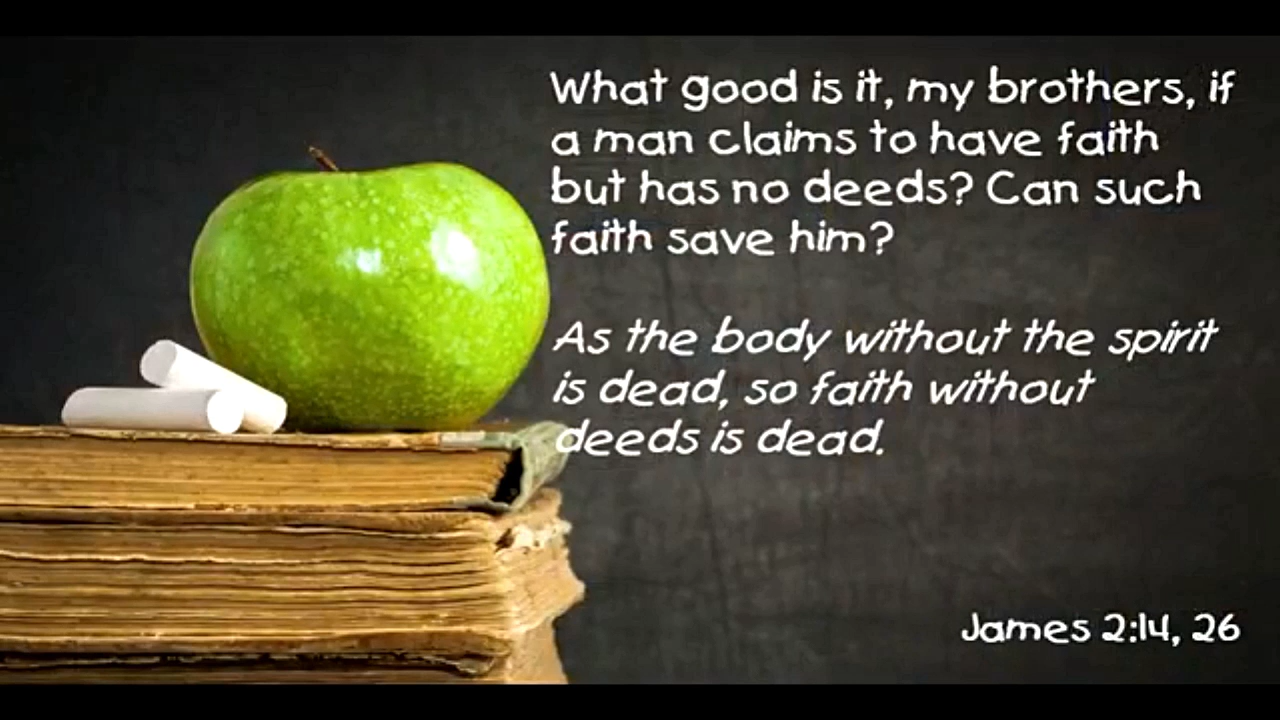 What good is it, my brothers, if
a man claims to have faith
but has no deeds? Can such
faith save him?
As the body without the spirit
is dead, so faith without
deeds is dead.
James 2:14, 26